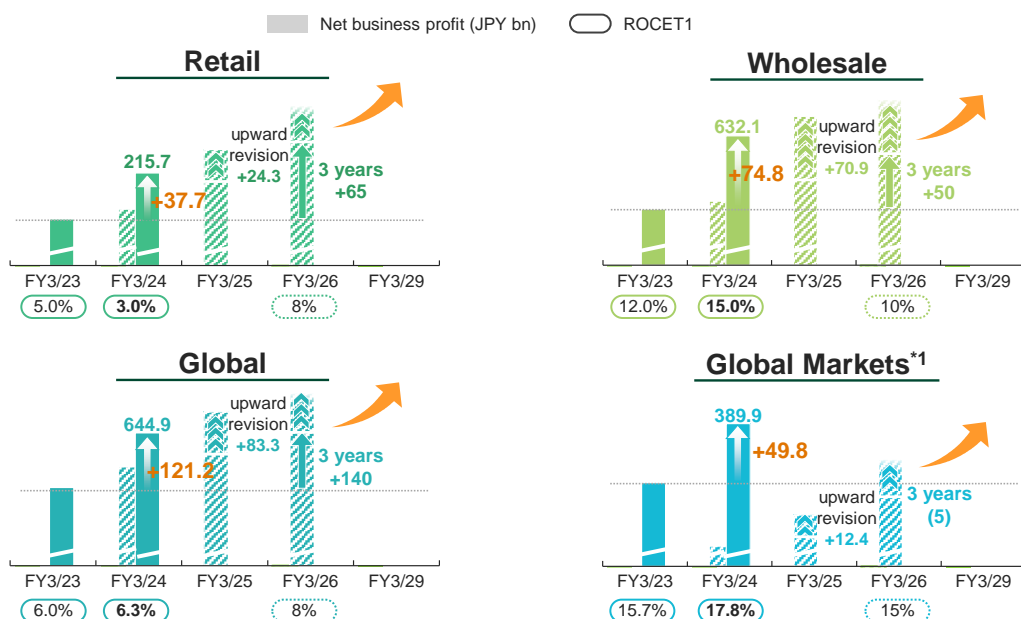 Net business profit (JPY bn)
ROCET1
Retail
215.7
+37.7
upward
revision
+24.3
3 years
+65
FY3/23
FY3/24
FY3/25
FY3/26
FY3/29
5.0%
3.0%
8%
Wholesale
632.1
+74.8
upward
revision
+70.9
3 years
+50
FY3/23
FY3/24
FY3/25
FY3/26
FY3/29
12.0%
15.0%
10%
Global
644.9
+121.2
upward
revision
+83.3
3 years
+140
FY3/23
FY3/24
FY3/25
FY3/26
FY3/29
6.0%
6.3%
8%
Global Markets*1
389.9
+49.8
upward
revision
+12.4
3 years
(5)
FY3/23
FY3/24
FY3/25
FY3/26
FY3/29
15.7%
17.8%
15%